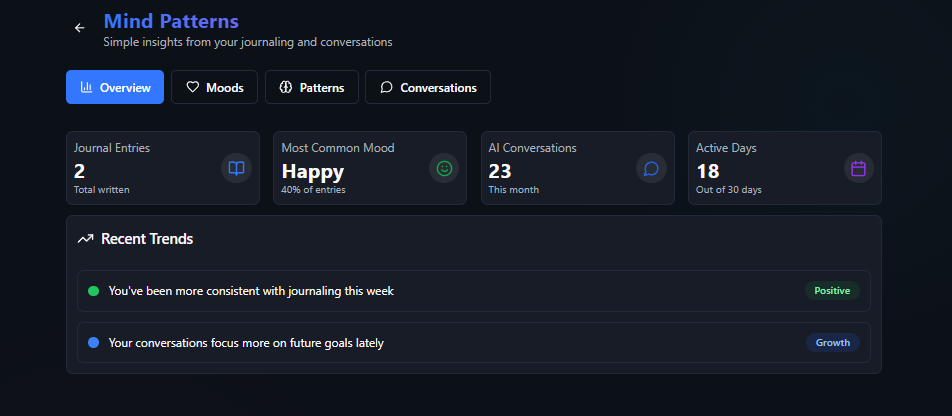 Mind Patterns
Simple insights from your journaling and conversations
Overview
Moods
Patterns
Conversations
Journal Entries
2
Total written
Most Common Mood
Happy
40% of entries
AI Conversations
23
This month
Active Days
18
Out of 30 days
Recent Trends
You've been more consistent with journaling this week
Positive
Your conversations focus more on future goals lately
Growth